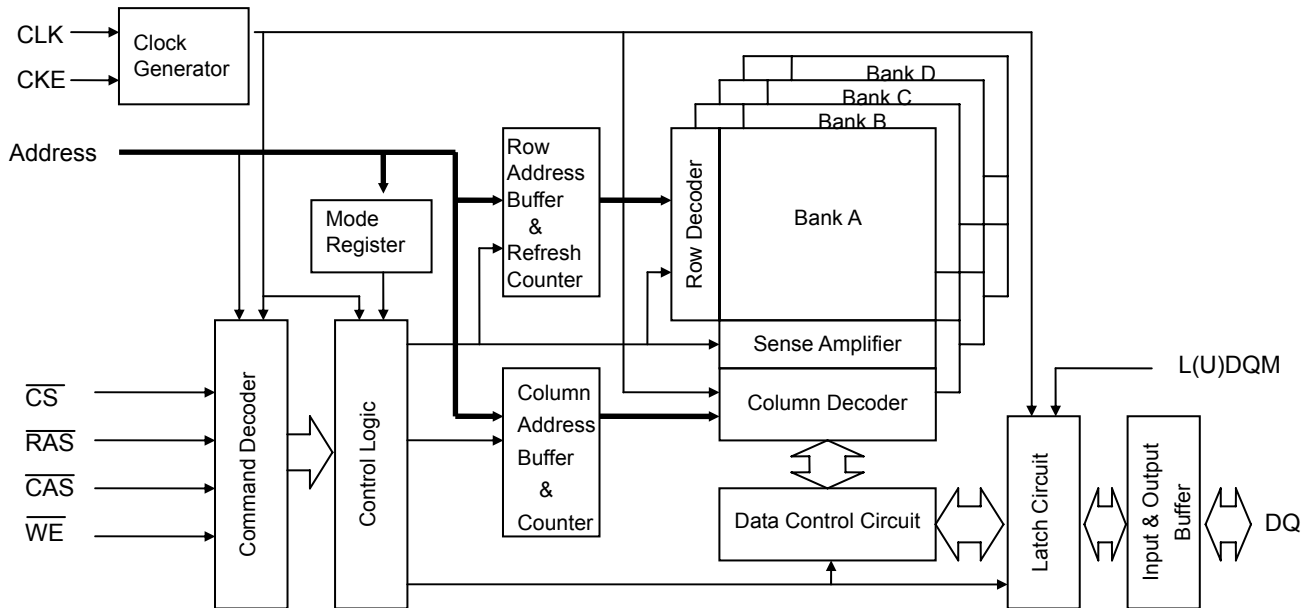 CLK
CKE
Clock
Generator
Address
Row
Address
Buffer
&
Refresh
Counter
Mode
Register
Bank D
Bank C
Bank B
Bank A
Row Decoder
Sense Amplifier
Column Decoder
L(U)DQM
CS
RAS
CAS
WE
Command Decoder
Control Logic
Column
Address
Buffer
&
Counter
Data Control Circuit
Latch Circuit
Input & Output
Buffer
DQ